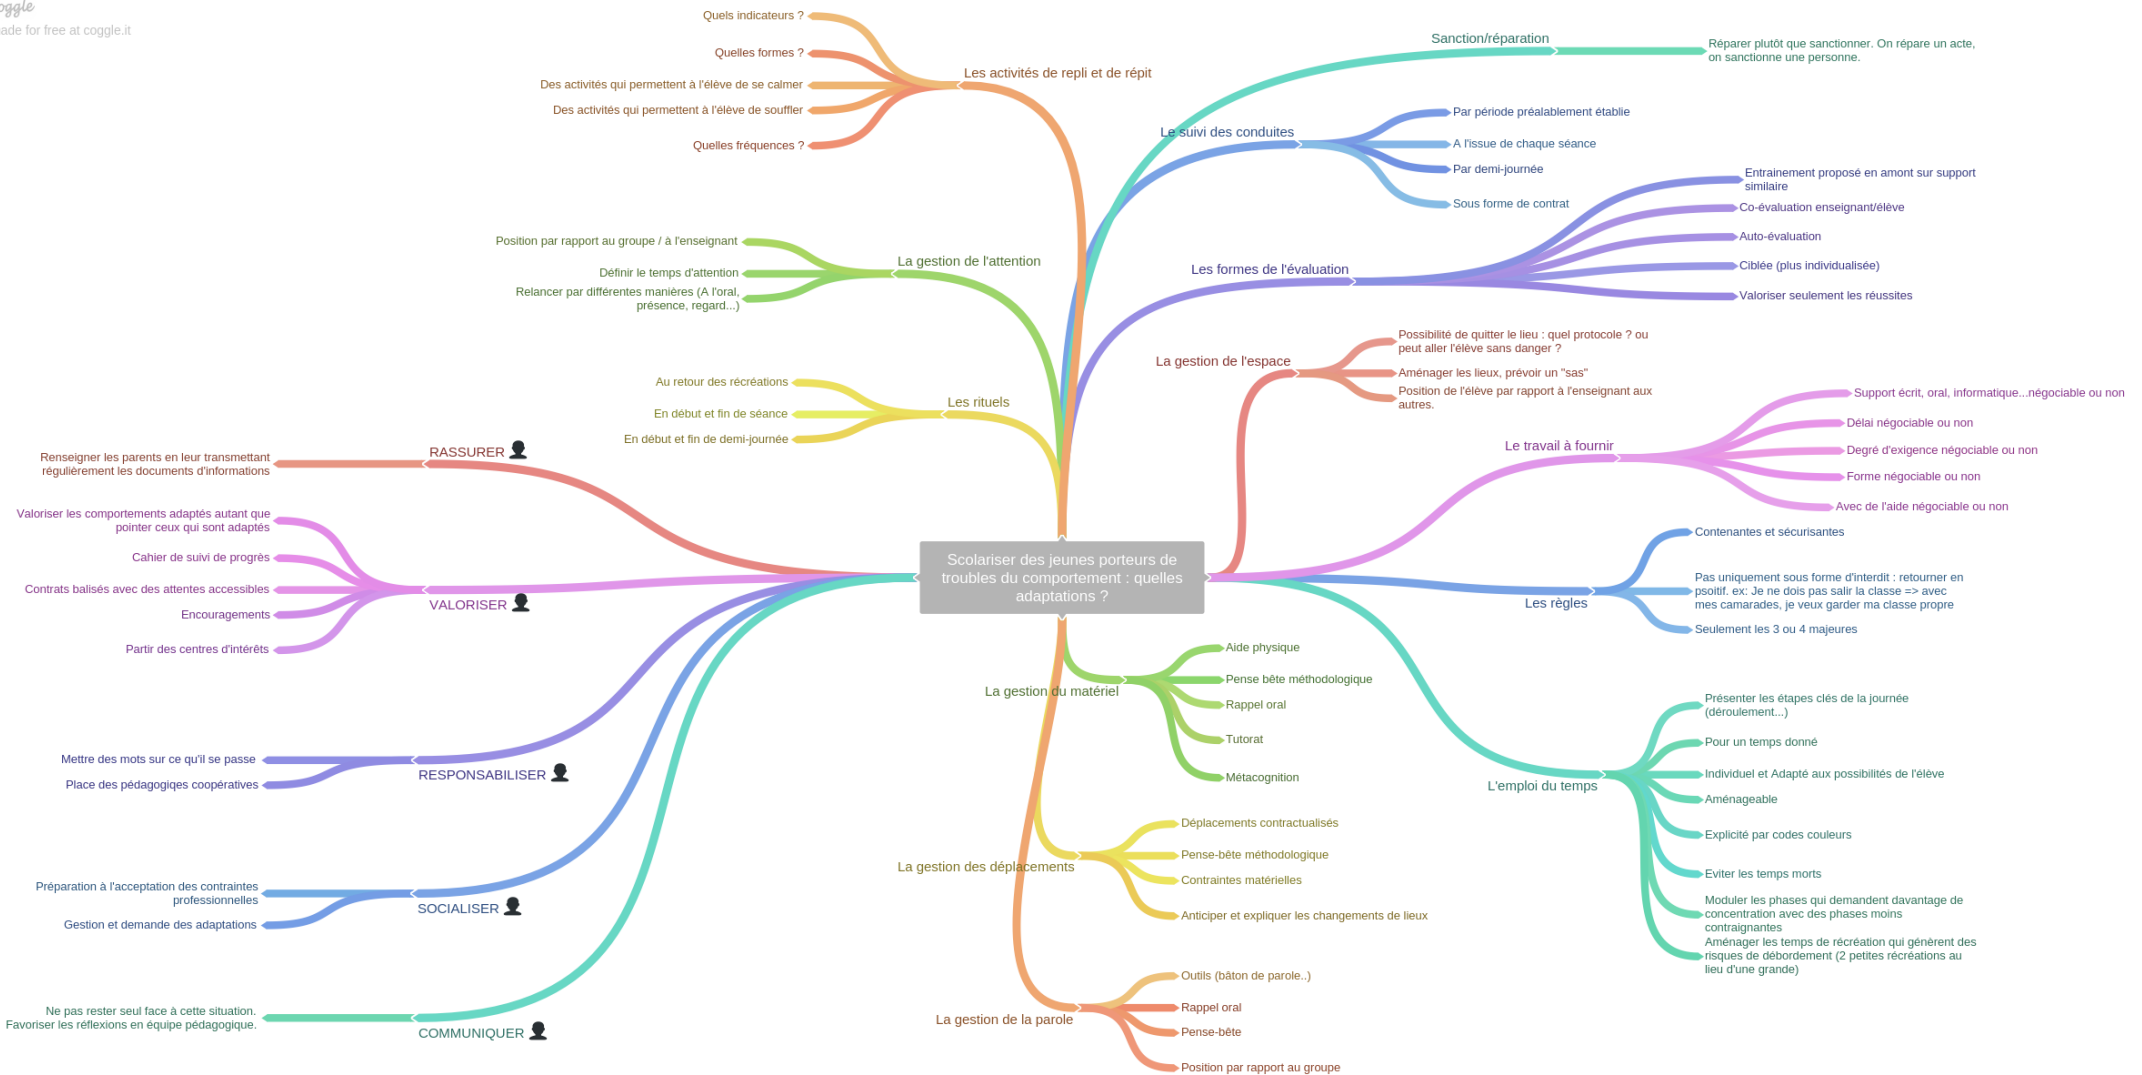 oggle
ade for free at coggle.it
Scolariser des jeunes porteurs de
troubles du comportement : quelles
adaptations ?
Les activités de repli et de répit
Quels indicateurs ?
Quelles formes ?
Des activités qui permettent à l'élève de se calmer
Des activités qui permettent à l'élève de souffler
Quelles fréquences ?
La gestion de l'attention
Position par rapport au groupe / à l'enseignant
Définir le temps d'attention
Relancer par différentes manières (A l'oral,
présence, regard...)
Les rituels
Au retour des récréations
En début et fin de séance
En début et fin de demi-journée
RASSURER
Renseigner les parents en leur transmettant
régulièrement les documents d'informations
VALORISER
Valoriser les comportements adaptés autant que
pointer ceux qui sont adaptés
Cahier de suivi de progrès
Contrats balisés avec des attentes accessibles
Encouragements
Partir des centres d'intérêts
RESPONSABILISER
Mettre des mots sur ce qu'il se passe
Place des pédagogiqes coopératives
SOCIALISER
Préparation à l'acceptation des contraintes
professionnelles
Gestion et demande des adaptations
COMMUNIQUER
Ne pas rester seul face à cette situation.
Favoriser les réflexions en équipe pédagogique.
Sanction/réparation
Réparer plutôt que sanctionner. On répare un acte,
on sanctionne une personne.
Le suivi des conduites
Par période préalablement établie
A l'issue de chaque séance
Par demi-journée
Sous forme de contrat
Les formes de l'évaluation
Entrainement proposé en amont sur support
similaire
Co-évaluation enseignant/élève
Auto-évaluation
Ciblée (plus individualisée)
Valoriser seulement les réussites
La gestion de l'espace
Possibilité de quitter le lieu : quel protocole ? ou
peut aller l'élève sans danger ?
Aménager les lieux, prévoir un "sas"
Position de l'élève par rapport à l'enseignant aux
autres.
Le travail à fournir
Support écrit, oral, informatique...négociable ou non
Délai négociable ou non
Degré d'exigence négociable ou non
Forme négociable ou non
Avec de l'aide négociable ou non
Les règles
Contenantes et sécurisantes
Pas uniquement sous forme d'interdit : retourner en
psoitif. ex: Je ne dois pas salir la classe => avec
mes camarades, je veux garder ma classe propre
Seulement les 3 ou 4 majeures
L'emploi du temps
Présenter les étapes clés de la journée
(déroulement...)
Pour un temps donné
Individuel et Adapté aux possibilités de l'élève
Aménageable
Explicité par codes couleurs
Eviter les temps morts
Moduler les phases qui demandent davantage de
concentration avec des phases moins
contraignantes
Aménager les temps de récréation qui génèrent des
risques de débordement (2 petites récréations au
lieu d'une grande)
La gestion du matériel
Aide physique
Pense bête méthodologique
Rappel oral
Tutorat
Métacognition
La gestion des déplacements
Déplacements contractualisés
Pense-bête méthodologique
Contraintes matérielles
Anticiper et expliquer les changements de lieux
La gestion de la parole
Outils (bâton de parole..)
Rappel oral
Pense-bête
Position par rapport au groupe